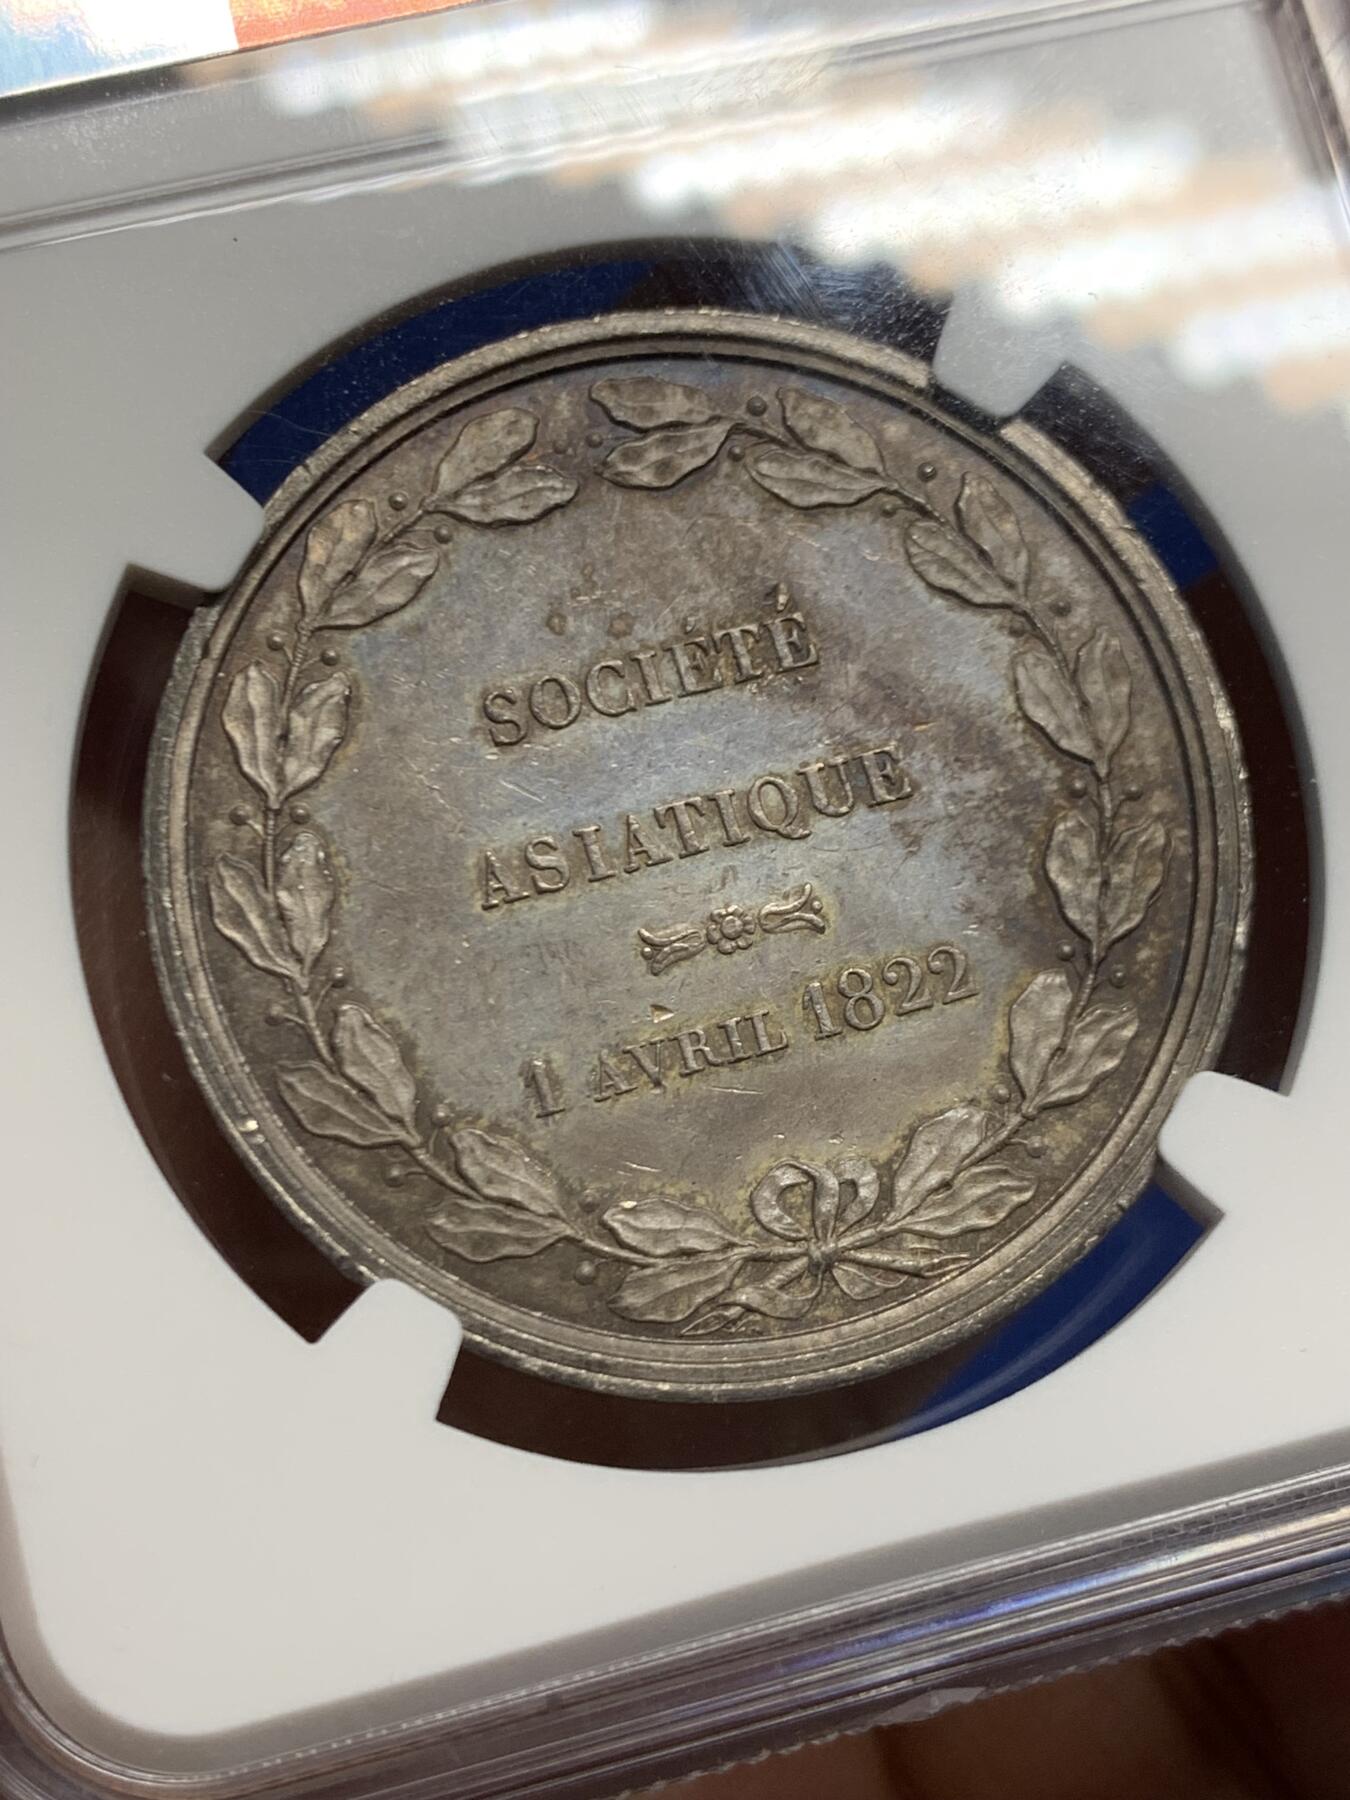 SOCIÉTÉ
ASIATIQUE
1 AVRIL 1822